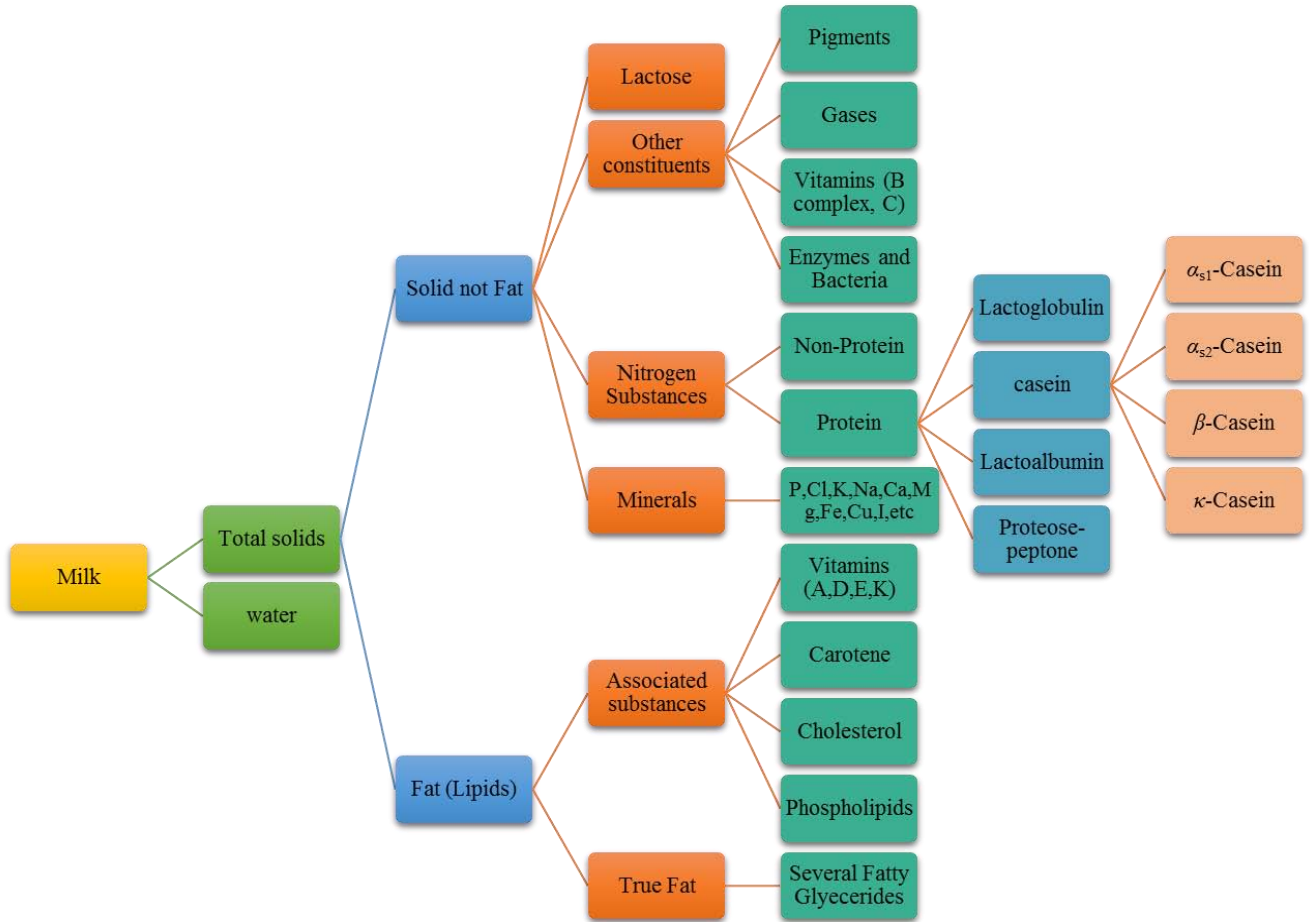 Milk
Total solids
water
Solid not Fat
Fat (Lipids)
Lactose
Other
constituents
Nitrogen
Substances
Minerals
Associated
substances
True Fat
Pigments
Gases
Vitamins (B
complex, C)
Enzymes and
Bacteria
Non-Protein
Protein
P,Cl,K,Na,Ca,M
g,Fe,Cu,I,etc
Vitamins
(A,D,E,K)
Carotene
Cholesterol
Phospholipids
Several Fatty
Glyecerides
Lactoglobulin
casein
Lactoalbumin
Proteose-
peptone
αs1-Casein
αs2-Casein
β-Casein
κ-Casein